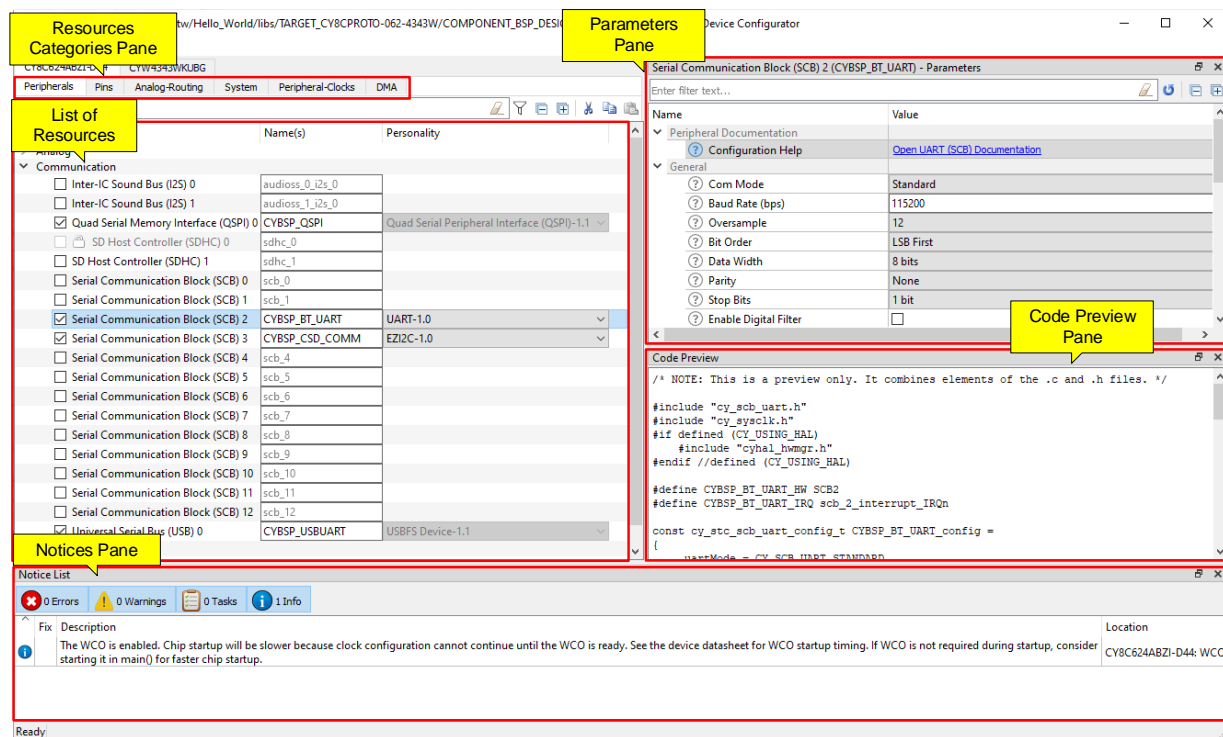 Resources
Categories Pane
tw/Hello_World/libs/TARGET_CY8CPROTO-062-4343W/COMPONENT_BSP_DESI
Parameters
Pane
Device Configurator
CYW4343WKUBG
Peripherals Pins Analog-Routing System Peripheral-Clocks DMA
List of
Resources
Name(s) Personality
Communication
Inter-IC Sound Bus (I2S) 0 audioss_0_i2s_0
Inter-IC Sound Bus (I2S) 1 audioss_1_i2s_0
Quad Serial Memory Interface (QSPI) 0 CYBSP_QSPI Quad Serial Peripheral Interface (QSPI)-1.1
SD Host Controller (SDHC) 0 sdhc_0
SD Host Controller (SDHC) 1 sdhc_1
Serial Communication Block (SCB) 0 scb_0
Serial Communication Block (SCB) 1 scb_1
Serial Communication Block (SCB) 2 CYBSP_BT_UART UART-1.0
Serial Communication Block (SCB) 3 CYBSP_CSD_COMM EZI2C-1.0
Serial Communication Block (SCB) 4 scb_4
Serial Communication Block (SCB) 5 scb_5
Serial Communication Block (SCB) 6 scb_6
Serial Communication Block (SCB) 7 scb_7
Serial Communication Block (SCB) 8 scb_8
Serial Communication Block (SCB) 9 scb_9
Serial Communication Block (SCB) 10 scb_10
Serial Communication Block (SCB) 11 scb_11
Serial Communication Block (SCB) 12 scb_12
Universal Serial Bus (USB) 0 CYBSP_USBUART USBFS Device-1.1
Serial Communication Block (SCB) 2 (CYBSP_BT_UART) - Parameters
Enter filter text...
Name Value
Peripheral Documentation
Configuration Help Open UART (SCB) Documentation
General
Com Mode Standard
Baud Rate (bps) 115200
Oversample 12
Bit Order LSB First
Data Width 8 bits
Parity None
Stop Bits 1 bit
Enable Digital Filter
Code Preview
Pane
Code Preview
/* NOTE: This is a preview only. It combines elements of the .c and .h files. */
#include "cy_scb_uart.h"
#include "cy_sysclk.h"
#if defined (CY_USING_HAL)
#include "cyhal_hwmgr.h"
#endif //defined (CY_USING_HAL)
#define CYBSP_BT_UART_HW SCB2
#define CYBSP_BT_UART_IRQ scb_2_interrupt_IRQn
const cy_stc_scb_uart_config_t CYBSP_BT_UART_config =
{
.uartMode = CY_SCB_UART_STANDARD
Notices Pane
Notice List
0 Errors 0 Warnings 0 Tasks 1 Info
Fix Description Location
The WCO is enabled. Chip startup will be slower because clock configuration cannot continue until the WCO is ready. See the device datasheet for WCO startup timing. If WCO is not required during startup, consider
starting it in main() for faster chip startup.
CY8C624ABZI-D44: WCO
Ready